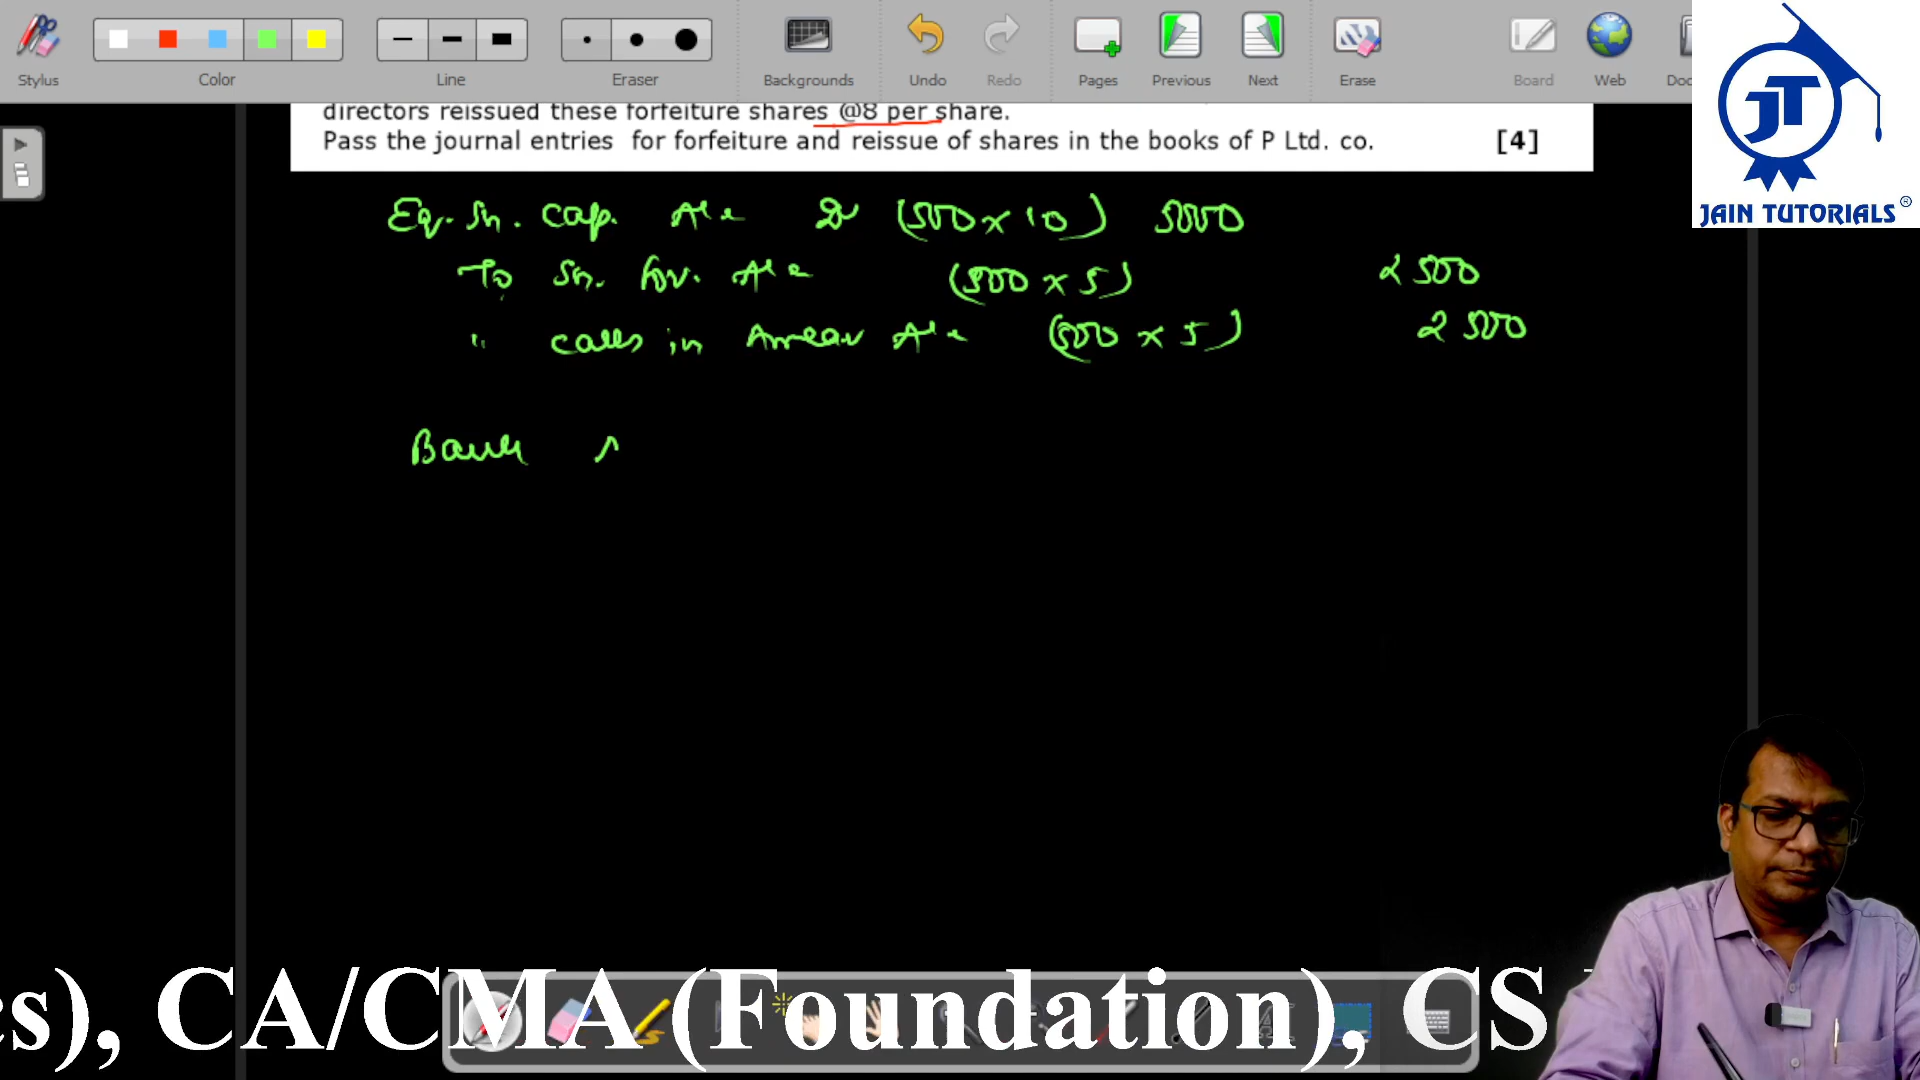 Stylus Color Line Eraser Backgrounds Undo Redo Pages Previous Next Erase Board Web
JT
JAIN TUTORIALS®
directors reissued these forfeiture shares @8 per share.
Pass the journal entries for forfeiture and reissue of shares in the books of P Ltd. co. [4]
Eq. Sh. cap. A/c Dr (500 x 10) 5000
To Sh. for. A/c (500 x 5) 2500
" calls in Arrear A/c (500 x 5) 2500
Bank
cs), CA/CMA (Foundation), CS